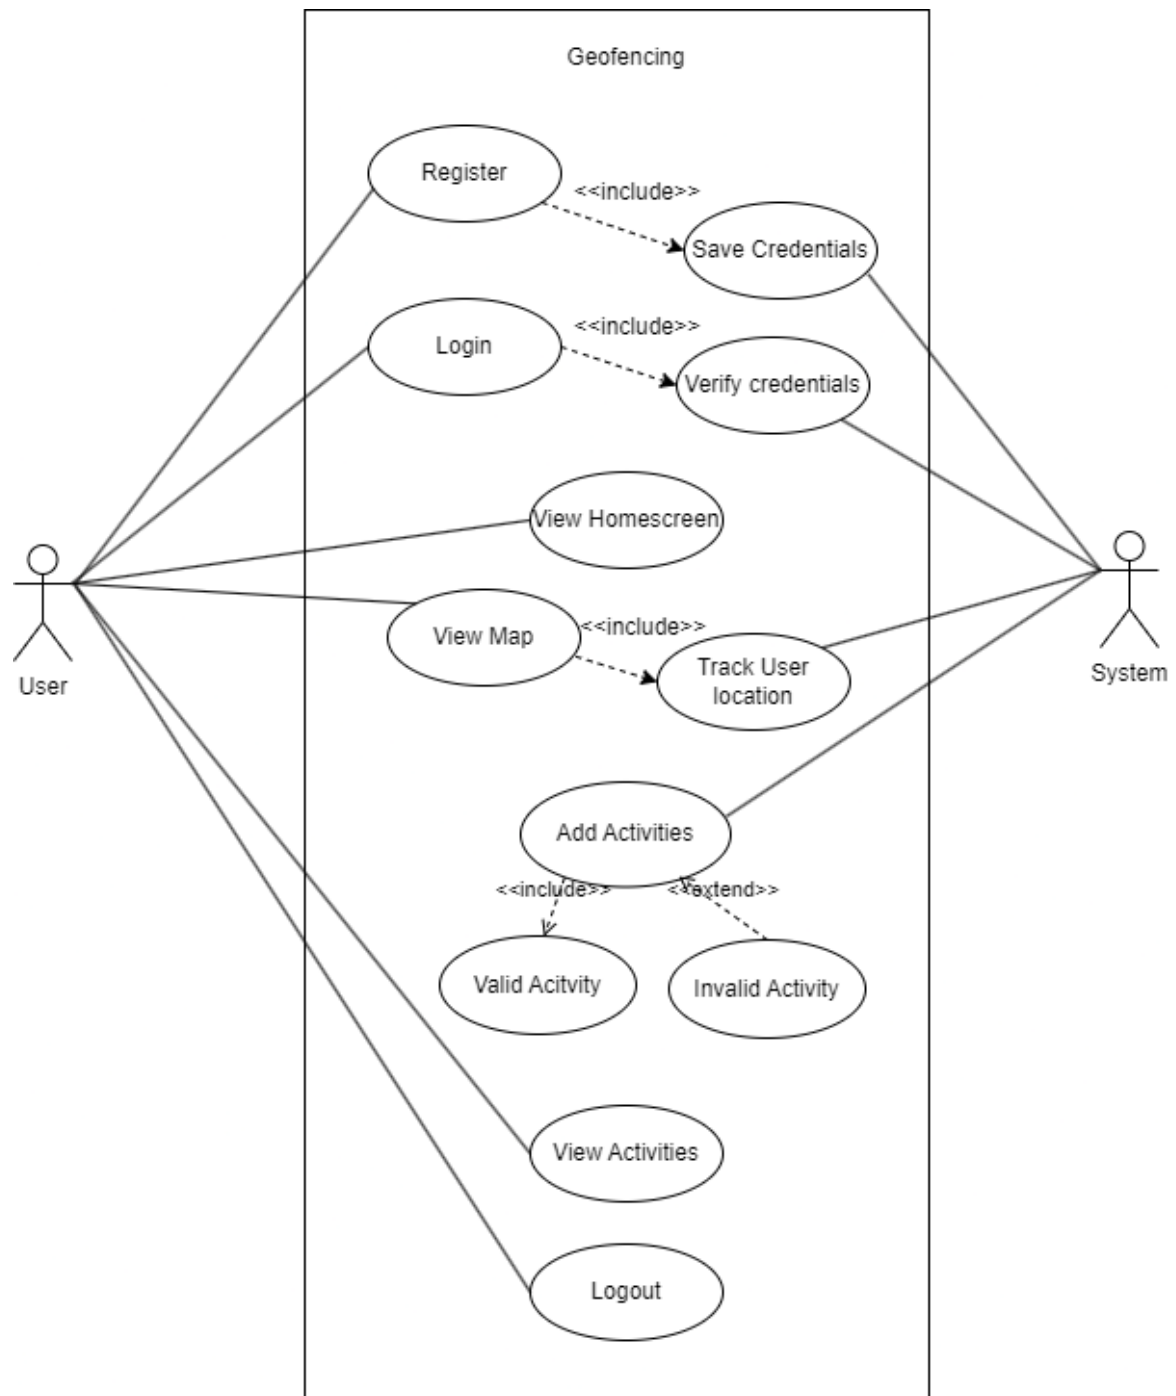 Geofencing
Register
<<include>>
Save Credentials
Login
<<include>>
Verify credentials
View Homescreen
View Map
<<include>>
Track User
location
User
System
Add Activities
<<include>>
<<extend>>
Valid Acitvity
Invalid Activity
View Activities
Logout